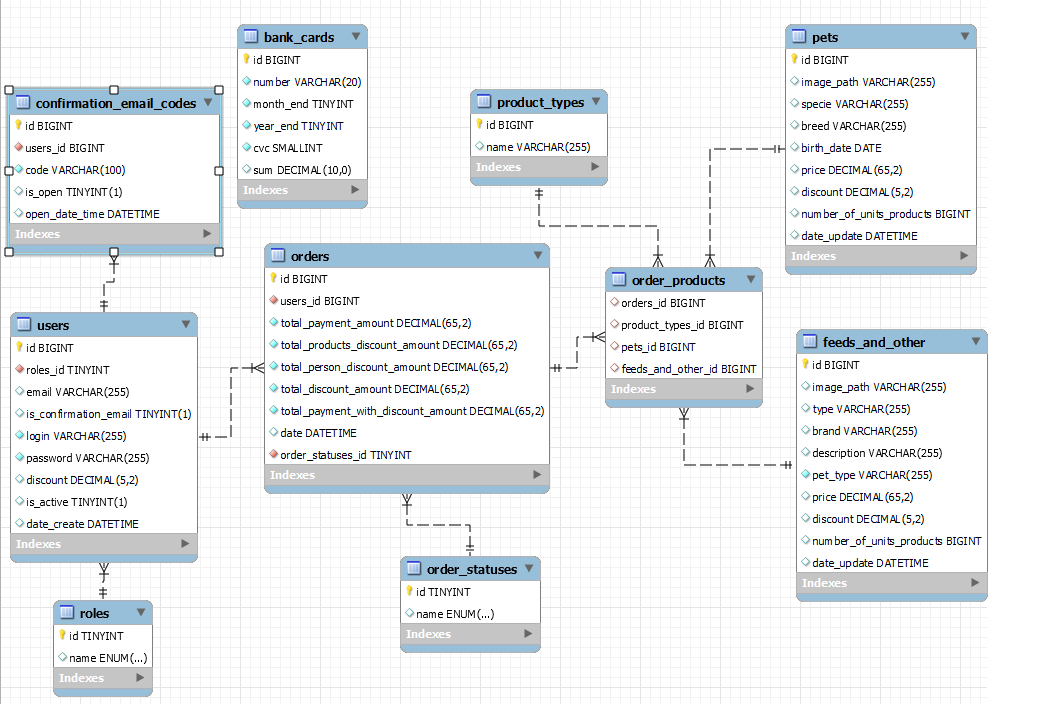 bank_cards
id BIGINT
number VARCHAR(20)
month_end TINYINT
year_end TINYINT
cvc SMALLINT
sum DECIMAL(10,0)
Indexes
pets
id BIGINT
image_path VARCHAR(255)
specie VARCHAR(255)
breed VARCHAR(255)
birth_date DATE
price DECIMAL(65,2)
discount DECIMAL(5,2)
number_of_units_products BIGINT
date_update DATETIME
Indexes
confirmation_email_codes
id BIGINT
users_id BIGINT
code VARCHAR(100)
is_open TINYINT(1)
open_date_time DATETIME
Indexes
product_types
id BIGINT
name VARCHAR(255)
Indexes
orders
id BIGINT
users_id BIGINT
total_payment_amount DECIMAL(65,2)
total_products_discount_amount DECIMAL(65,2)
total_person_discount_amount DECIMAL(65,2)
total_discount_amount DECIMAL(65,2)
total_payment_with_discount_amount DECIMAL(65,2)
date DATETIME
order_statuses_id TINYINT
Indexes
order_products
orders_id BIGINT
product_types_id BIGINT
pets_id BIGINT
feeds_and_other_id BIGINT
Indexes
users
id BIGINT
roles_id TINYINT
email VARCHAR(255)
is_confirmation_email TINYINT(1)
login VARCHAR(255)
password VARCHAR(255)
discount DECIMAL(5,2)
is_active TINYINT(1)
date_create DATETIME
Indexes
feeds_and_other
id BIGINT
image_path VARCHAR(255)
type VARCHAR(255)
brand VARCHAR(255)
description VARCHAR(255)
pet_type VARCHAR(255)
price DECIMAL(65,2)
discount DECIMAL(5,2)
number_of_units_products BIGINT
date_update DATETIME
Indexes
order_statuses
id TINYINT
name ENUM(...)
Indexes
roles
id TINYINT
name ENUM(...)
Indexes